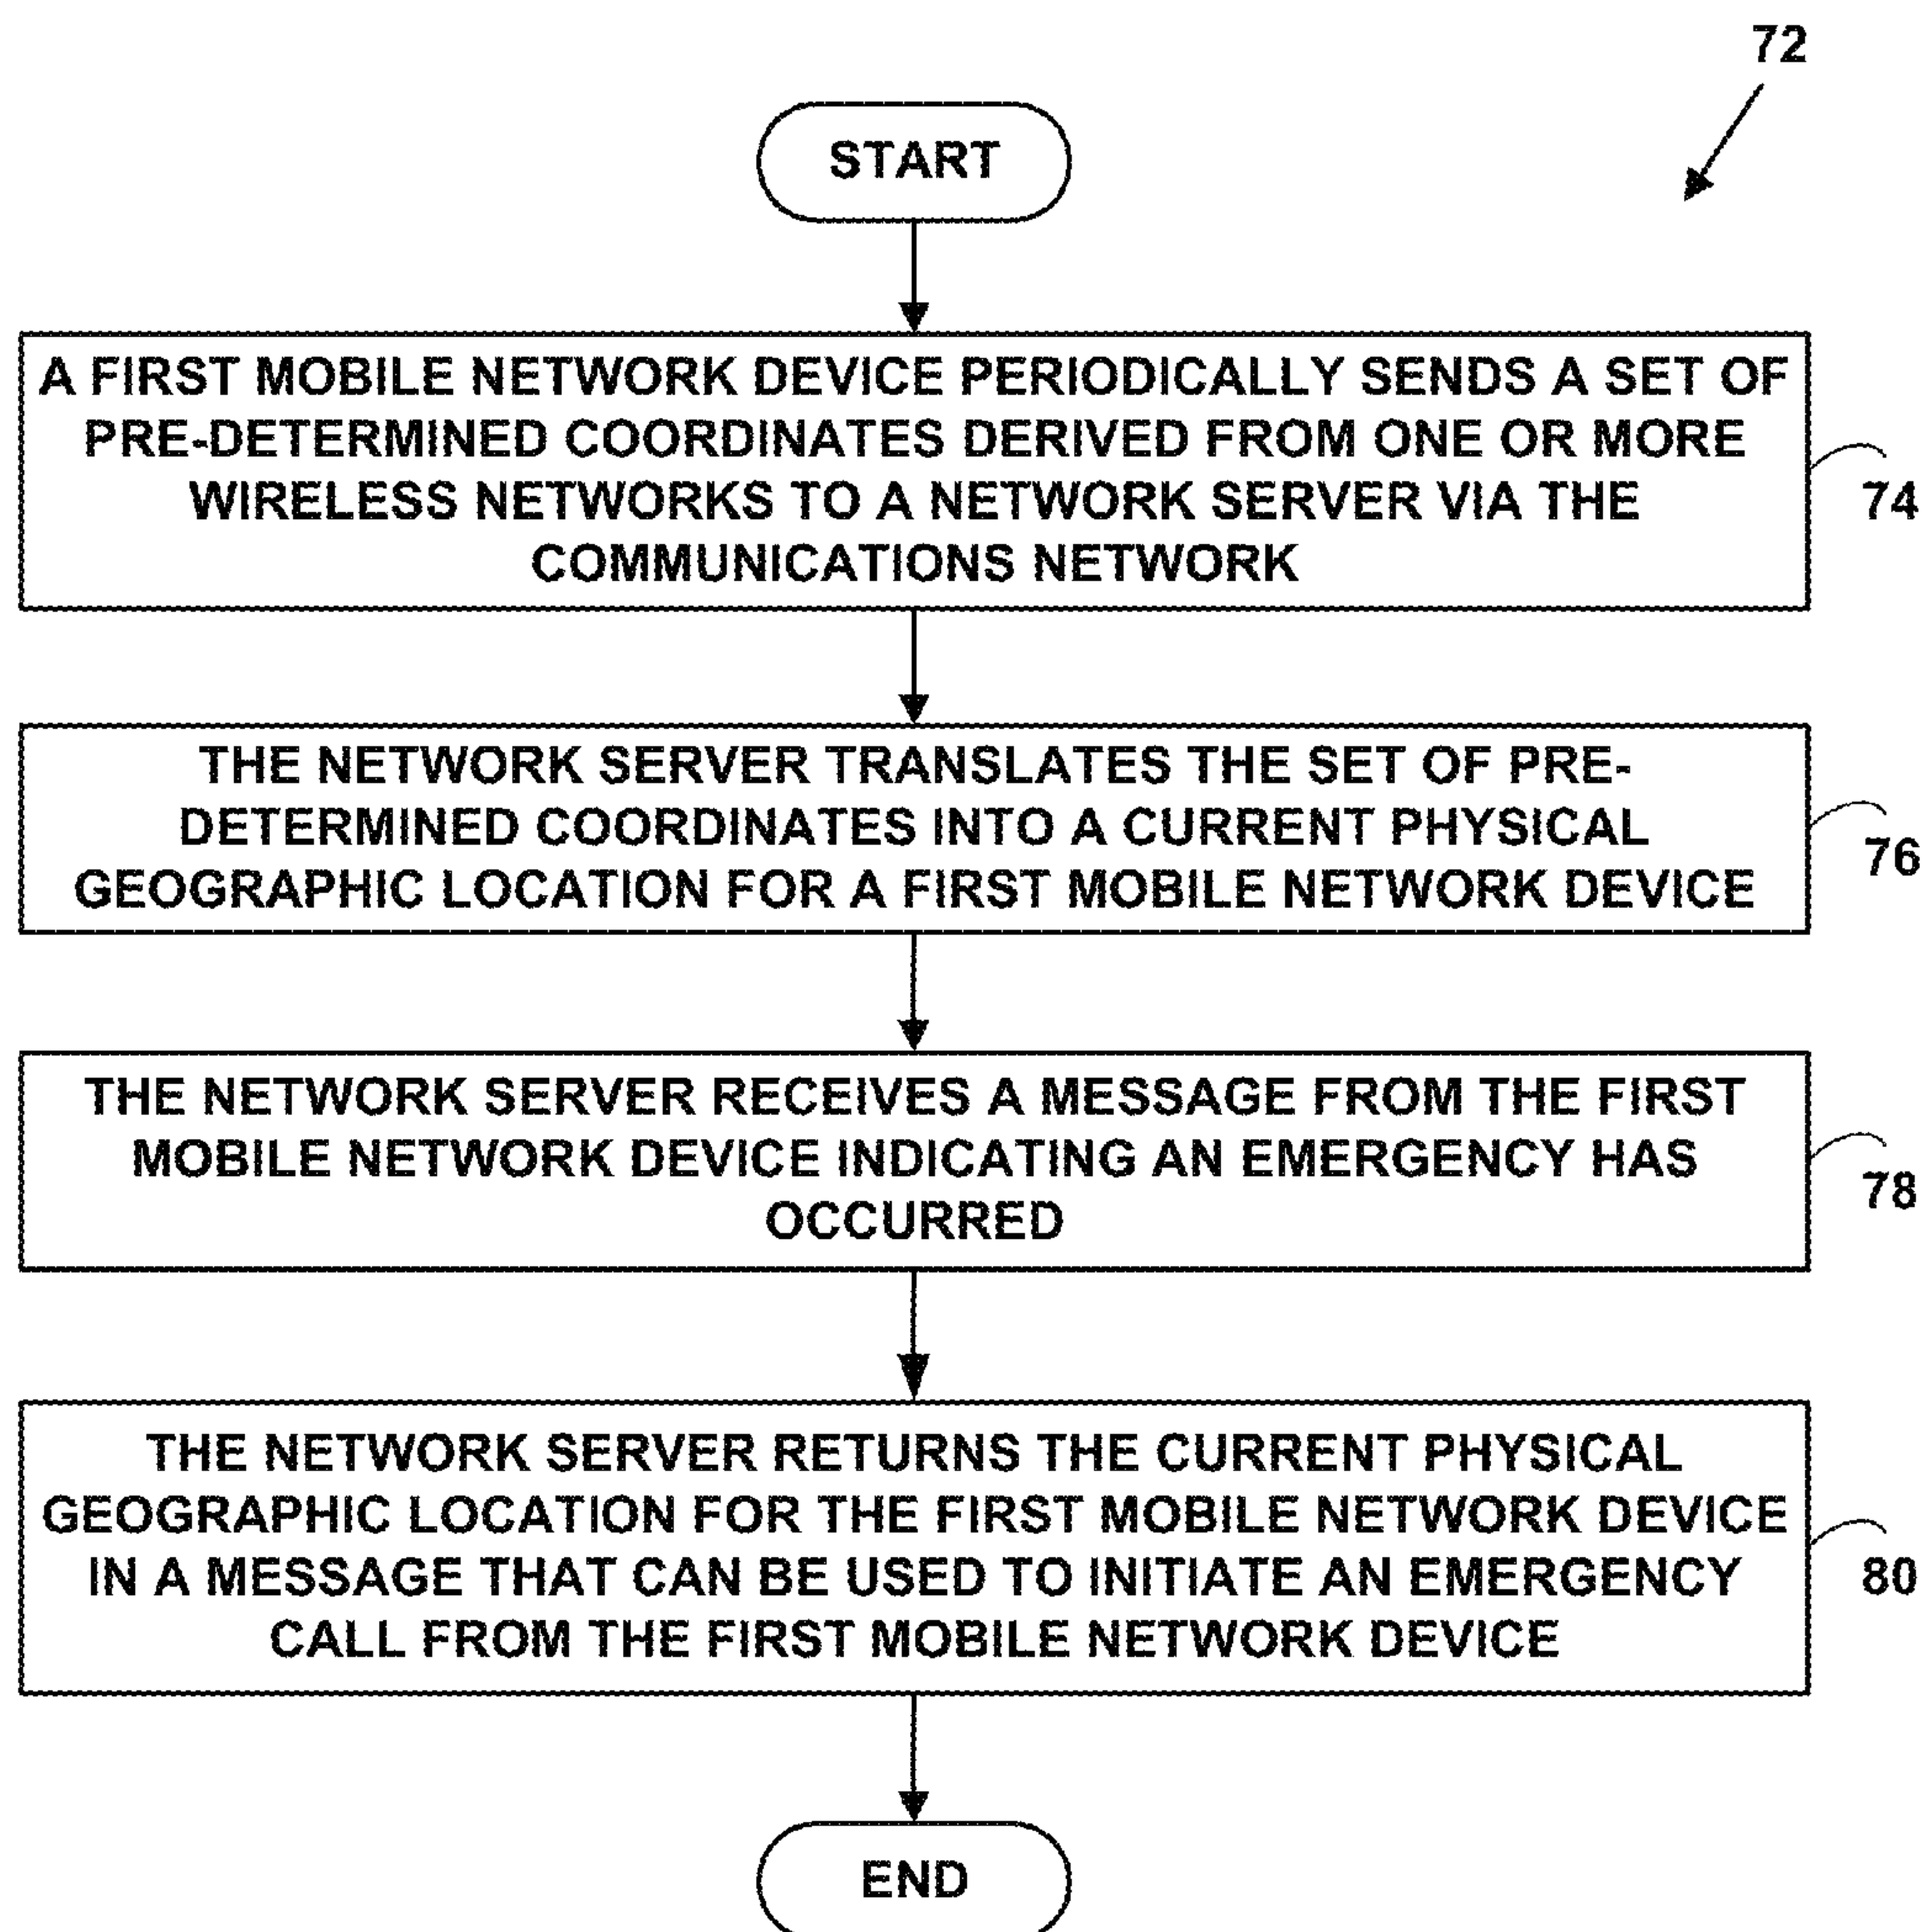 72
START
A FIRST MOBILE NETWORK DEVICE PERIODICALLY SENDS A SET OF
PRE-DETERMINED COORDINATES DERIVED FROM ONE OR MORE
WIRELESS NETWORKS TO A NETWORK SERVER VIA THE
COMMUNICATIONS NETWORK
74
THE NETWORK SERVER TRANSLATES THE SET OF PRE-
DETERMINED COORDINATES INTO A CURRENT PHYSICAL
GEOGRAPHIC LOCATION FOR A FIRST MOBILE NETWORK DEVICE
76
THE NETWORK SERVER RECEIVES A MESSAGE FROM THE FIRST
MOBILE NETWORK DEVICE INDICATING AN EMERGENCY HAS
OCCURRED
78
THE NETWORK SERVER RETURNS THE CURRENT PHYSICAL
GEOGRAPHIC LOCATION FOR THE FIRST MOBILE NETWORK DEVICE
IN A MESSAGE THAT CAN BE USED TO INITIATE AN EMERGENCY
CALL FROM THE FIRST MOBILE NETWORK DEVICE
80
END